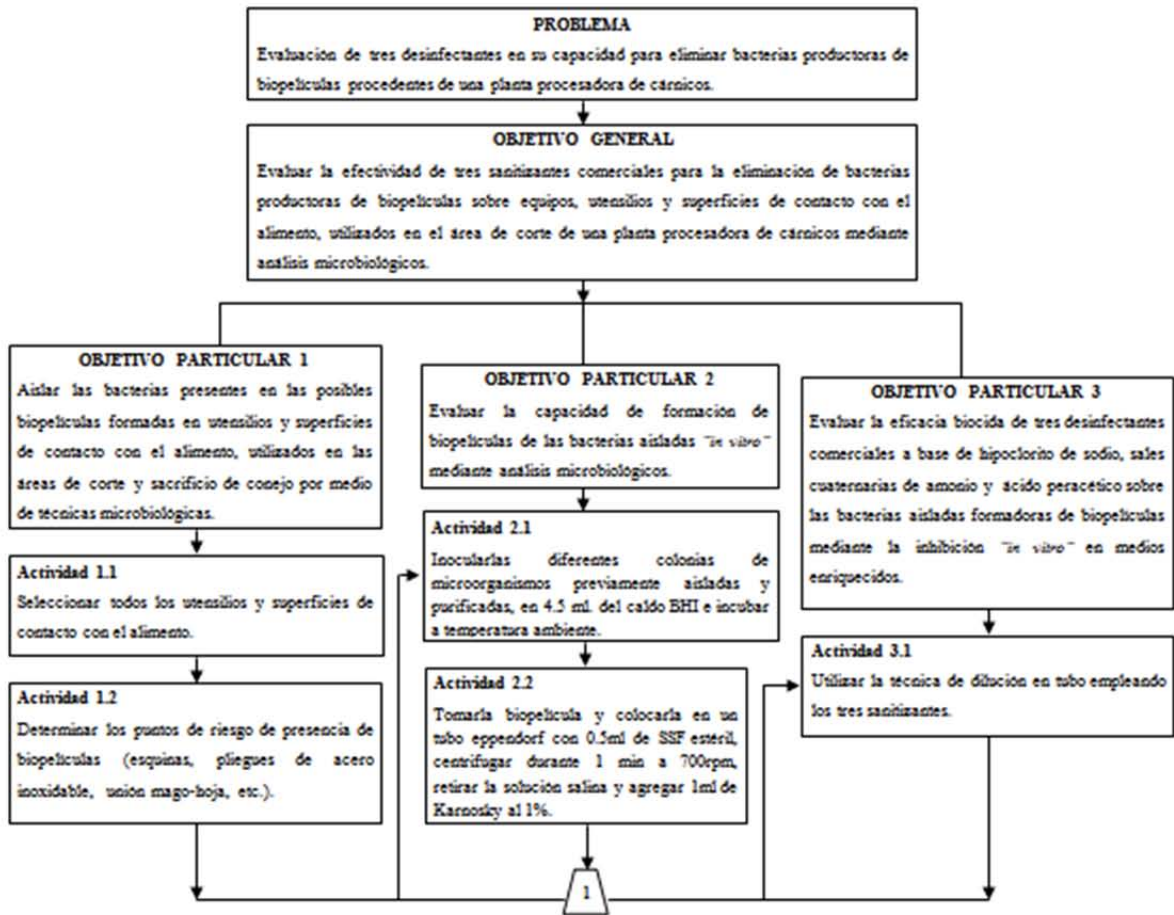 PROBLEMA
Evaluación de tres desinfectantes en su capacidad para eliminar bacterias productoras de
biopelículas procedentes de una planta procesadora de cárnicos.
OBJETIVO GENERAL
Evaluar la efectividad de tres sanitizantes comerciales para la eliminación de bacterias
productoras de biopelículas sobre equipos, utensilios y superficies de contacto con el
alimento, utilizados en el área de corte de una planta procesadora de cárnicos mediante
análisis microbiológicos.
OBJETIVO PARTICULAR 1
Aislar las bacterias presentes en las posibles
biopelículas formadas en utensilios y superficies
de contacto con el alimento, utilizados en las
áreas de corte y sacrificio de conejo por medio
de técnicas microbiológicas.
Actividad 1.1
Seleccionar todos los utensilios y superficies de
contacto con el alimento.
Actividad 1.2
Determinar los puntos de riesgo de presencia de
biopelículas (esquinas, pliegues de acero
inoxidable, unión mago-hoja, etc.).
OBJETIVO PARTICULAR 2
Evaluar la capacidad de formación de
biopelículas de las bacterias aisladas "in vitro"
mediante análisis microbiológicos.
Actividad 2.1
Inocularlas diferentes colonias de
microorganismos previamente aisladas y
purificadas, en 4.5 ml. del caldo BHI e incubar
a temperatura ambiente.
Actividad 2.2
Tomarla biopelícula y colocarla en un
tubo eppendorf con 0.5ml de SSF estéril,
centrifugar durante 1 min a 700rpm,
retirar la solución salina y agregar 1ml de
Karnosky al 1%.
OBJETIVO PARTICULAR 3
Evaluar la eficacia biocida de tres desinfectantes
comerciales a base de hipoclorito de sodio, sales
cuaternarias de amonio y ácido peracético sobre
las bacterias aisladas formadoras de biopelículas
mediante la inhibición "in vitro" en medios
enriquecidos.
Actividad 3.1
Utilizar la técnica de dilución en tubo empleando
los tres sanitizantes.
1